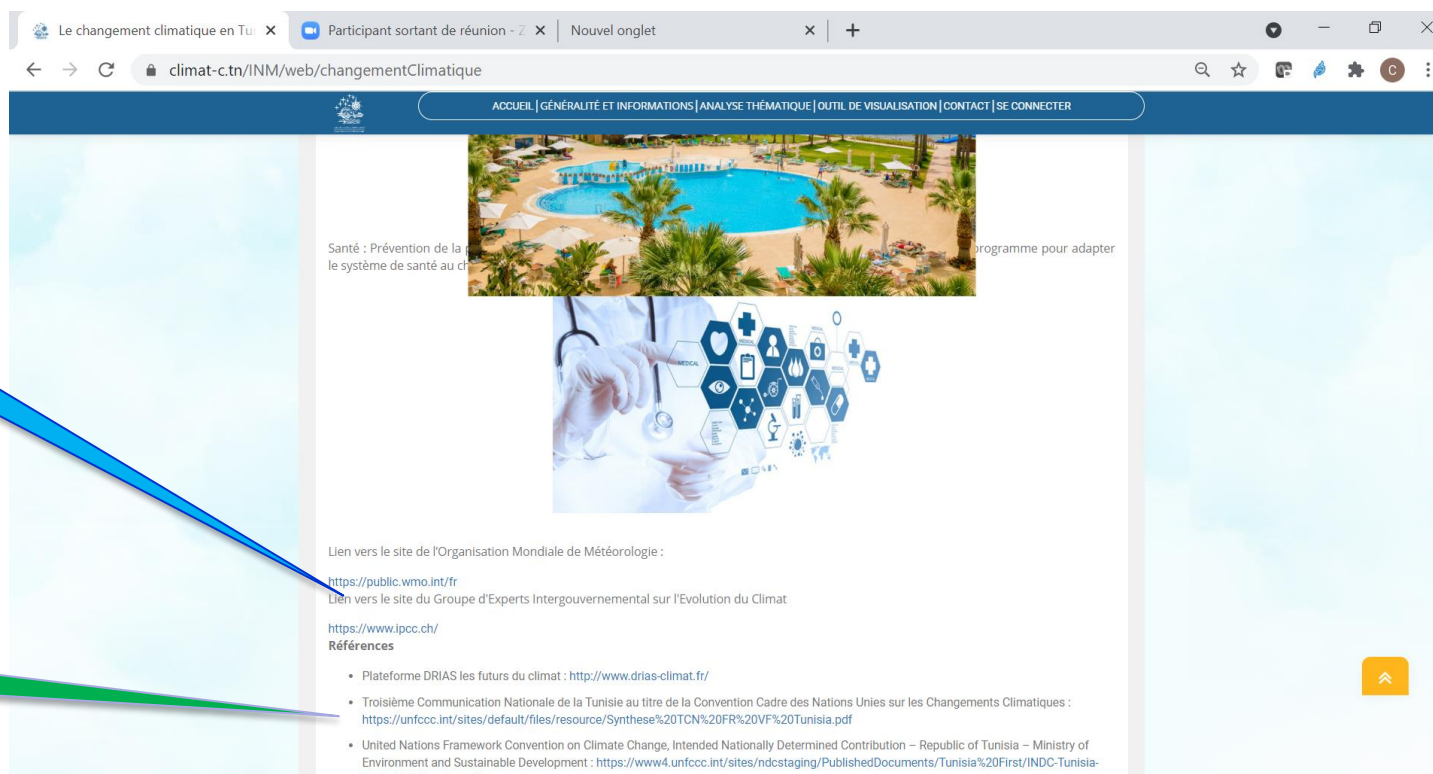 Le changement climatique en Tu
Participant sortant de réunion - Z
Nouvel onglet
climat-c.tn/INM/web/changementClimatique
C
ACCUEIL | GÉNÉRALITÉ ET INFORMATIONS | ANALYSE THÉMATIQUE | OUTIL DE VISUALISATION | CONTACT | SE CONNECTER
Santé : Prévention de la programme pour adapter
le système de santé au ch
MEDICAL
MEDICAL
MEDICAL
Lien vers le site de l'Organisation Mondiale de Météorologie :
https://public.wmo.int/fr
Lien vers le site du Groupe d'Experts Intergouvernemental sur l'Evolution du Climat
https://www.ipcc.ch/
Références
• Plateforme DRIAS les futurs du climat : http://www.drias-climat.fr/
• Troisième Communication Nationale de la Tunisie au titre de la Convention Cadre des Nations Unies sur les Changements Climatiques :
https://unfccc.int/sites/default/files/resource/Synthese%20TCN%20FR%20VF%20Tunisia.pdf
• United Nations Framework Convention on Climate Change, Intended Nationally Determined Contribution – Republic of Tunisia – Ministry of
Environment and Sustainable Development : https://www4.unfccc.int/sites/ndcstaging/PublishedDocuments/Tunisia%20First/INDC-Tunisia-